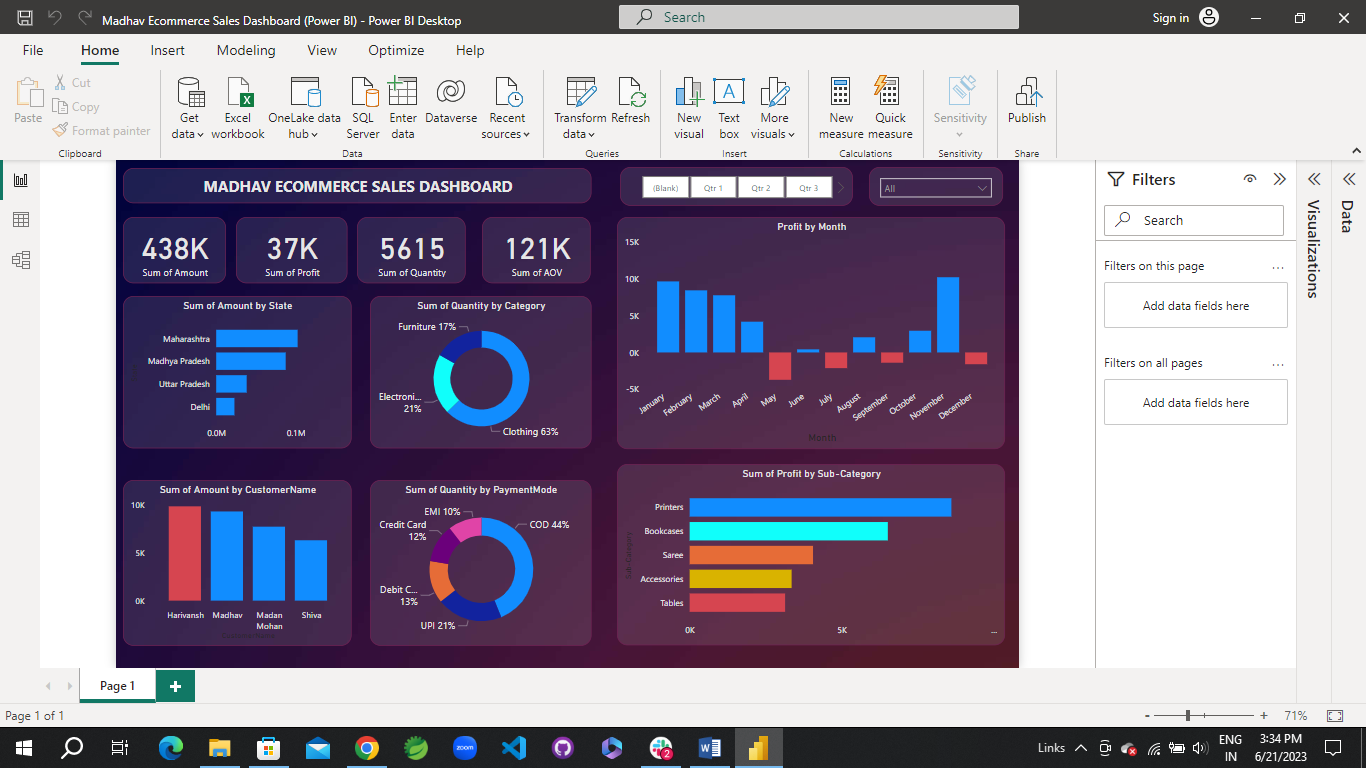 Madhav Ecommerce Sales Dashboard (Power BI) - Power BI Desktop
Search
Sign in
File
Home
Insert
Modeling
View
Optimize
Help
Paste
Cut
Copy
Format painter
Clipboard
Get
data
Excel
workbook
OneLake data
hub
SQL
Server
Enter
data
Dataverse
Recent
sources
Data
Transform
data
Refresh
Queries
New
visual
Text
box
More
visuals
Insert
New
measure
Quick
measure
Calculations
Sensitivity
Sensitivity
Publish
Share
MADHAV ECOMMERCE SALES DASHBOARD
(Blank)
Qtr 1
Qtr 2
Qtr 3
All
438K
Sum of Amount
37K
Sum of Profit
5615
Sum of Quantity
121K
Sum of AOV
Profit by Month
15K
10K
5K
0K
-5K
January
February
March
April
May
June
July
August
September
October
November
December
Month
Sum of Amount by State
Maharashtra
Madhya Pradesh
Uttar Pradesh
Delhi
0.0M
0.1M
Sum of Quantity by Category
Furniture 17%
Electroni...
21%
Clothing 63%
Sum of Amount by CustomerName
10K
5K
0K
Harivansh
Madhav
Madan
Mohan
Shiva
CustomerName
Sum of Quantity by PaymentMode
EMI 10%
Credit Card
12%
COD 44%
Debit C...
13%
UPI 21%
Sum of Profit by Sub-Category
Sub-Category
Printers
Bookcases
Saree
Accessories
Tables
0K
5K
...
Filters
Search
Filters on this page
...
Add data fields here
Filters on all pages
...
Add data fields here
Visualizations
Data
Page 1
Page 1 of 1
71%
zoom
2
Links
ENG
IN
3:34 PM
6/21/2023